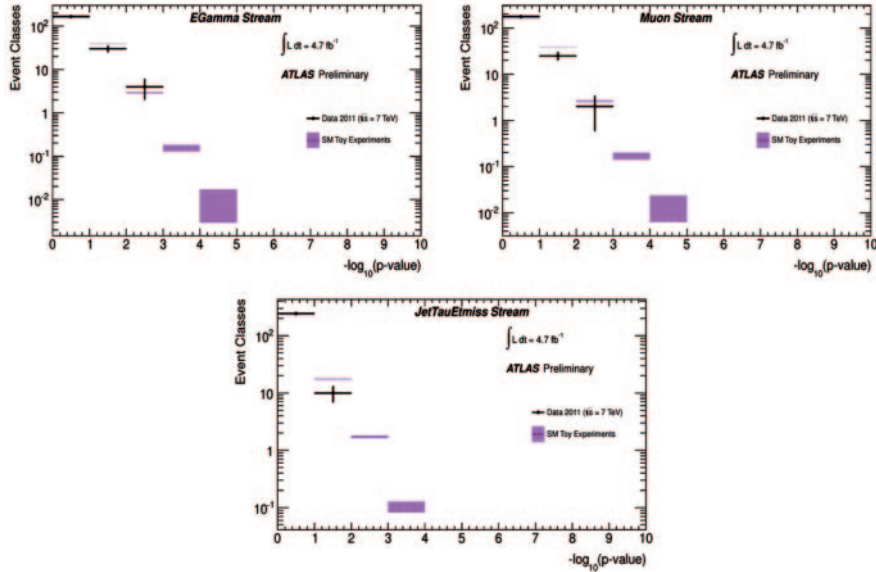 EGamma Stream
∫L dt = 4.7 fb⁻¹
ATLAS Preliminary
Data 2011 (√s = 7 TeV)
SM Toy Experiments
Event Classes
10²
10
1
10⁻¹
10⁻²
0 1 2 3 4 5 6 7 8 9 10
-log₁₀(p-value)
Muon Stream
∫L dt = 4.7 fb⁻¹
ATLAS Preliminary
Data 2011 (√s = 7 TeV)
SM Toy Experiments
Event Classes
10²
10
1
10⁻¹
10⁻²
0 1 2 3 4 5 6 7 8 9 10
-log₁₀(p-value)
JetTauEtmiss Stream
∫L dt = 4.7 fb⁻¹
ATLAS Preliminary
Data 2011 (√s = 7 TeV)
SM Toy Experiments
Event Classes
10²
10
1
10⁻¹
0 1 2 3 4 5 6 7 8 9 10
-log₁₀(p-value)